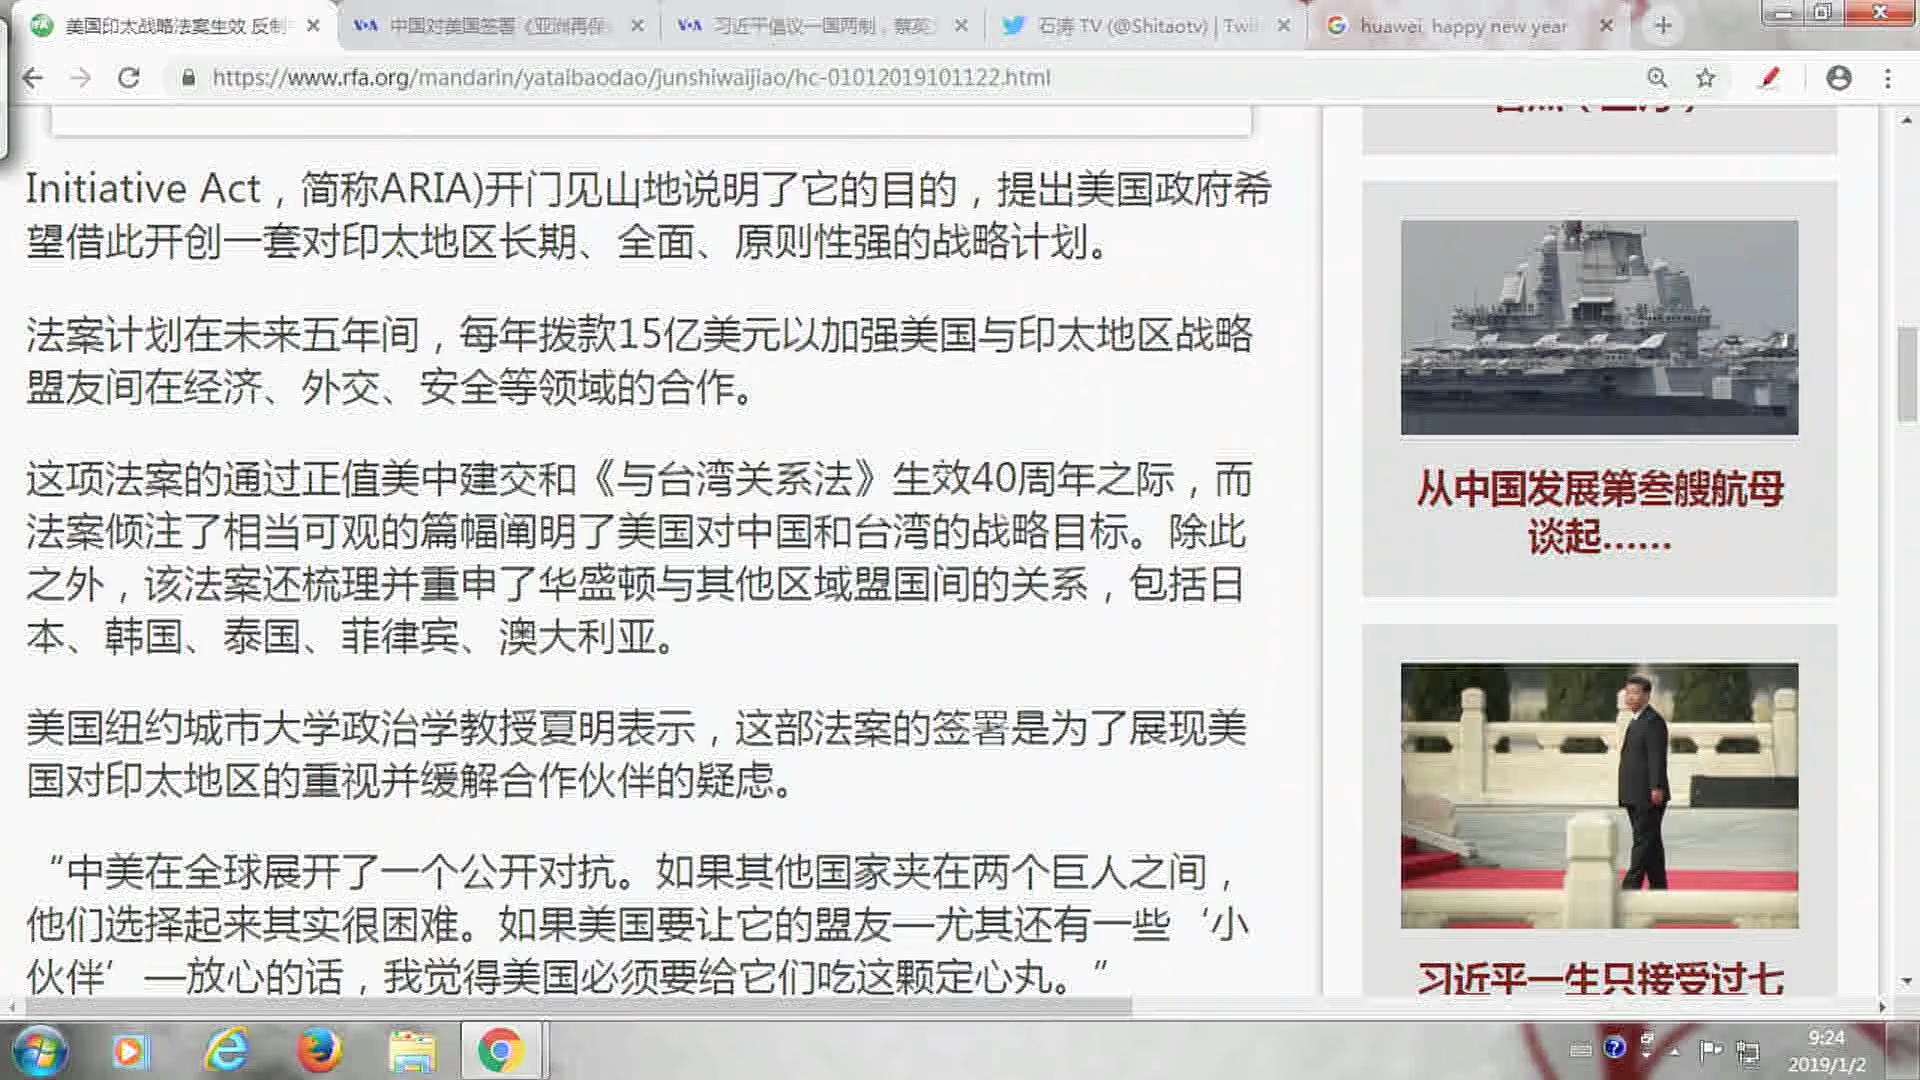 美国印太战略法案生效 反制
中国对美国签署《亚洲再保
习近平倡议一国两制，蔡英
石涛 TV (@Shitaotv) | Twit
huawei, happy new year
https://www.rfa.org/mandarin/yataibaodao/junshiwaijiao/hc-01012019101122.html
Initiative Act，简称ARIA)开门见山地说明了它的目的，提出美国政府希
望借此开创一套对印太地区长期、全面、原则性强的战略计划。
法案计划在未来五年间，每年拨款15亿美元以加强美国与印太地区战略
盟友间在经济、外交、安全等领域的合作。
这项法案的通过正值美中建交和《与台湾关系法》生效40周年之际，而
法案倾注了相当可观的篇幅阐明了美国对中国和台湾的战略目标。除此
之外，该法案还梳理并重申了华盛顿与其他区域盟国间的关系，包括日
本、韩国、泰国、菲律宾、澳大利亚。
美国纽约城市大学政治学教授夏明表示，这部法案的签署是为了展现美
国对印太地区的重视并缓解合作伙伴的疑虑。
“中美在全球展开了一个公开对抗。如果其他国家夹在两个巨人之间，
他们选择起来其实很困难。如果美国要让它的盟友—尤其还有一些‘小
伙伴’—放心的话，我觉得美国必须要给它们吃这颗定心丸。”
从中国发展第叁艘航母
谈起……
习近平一生只接受过七
9:24
2019/1/2